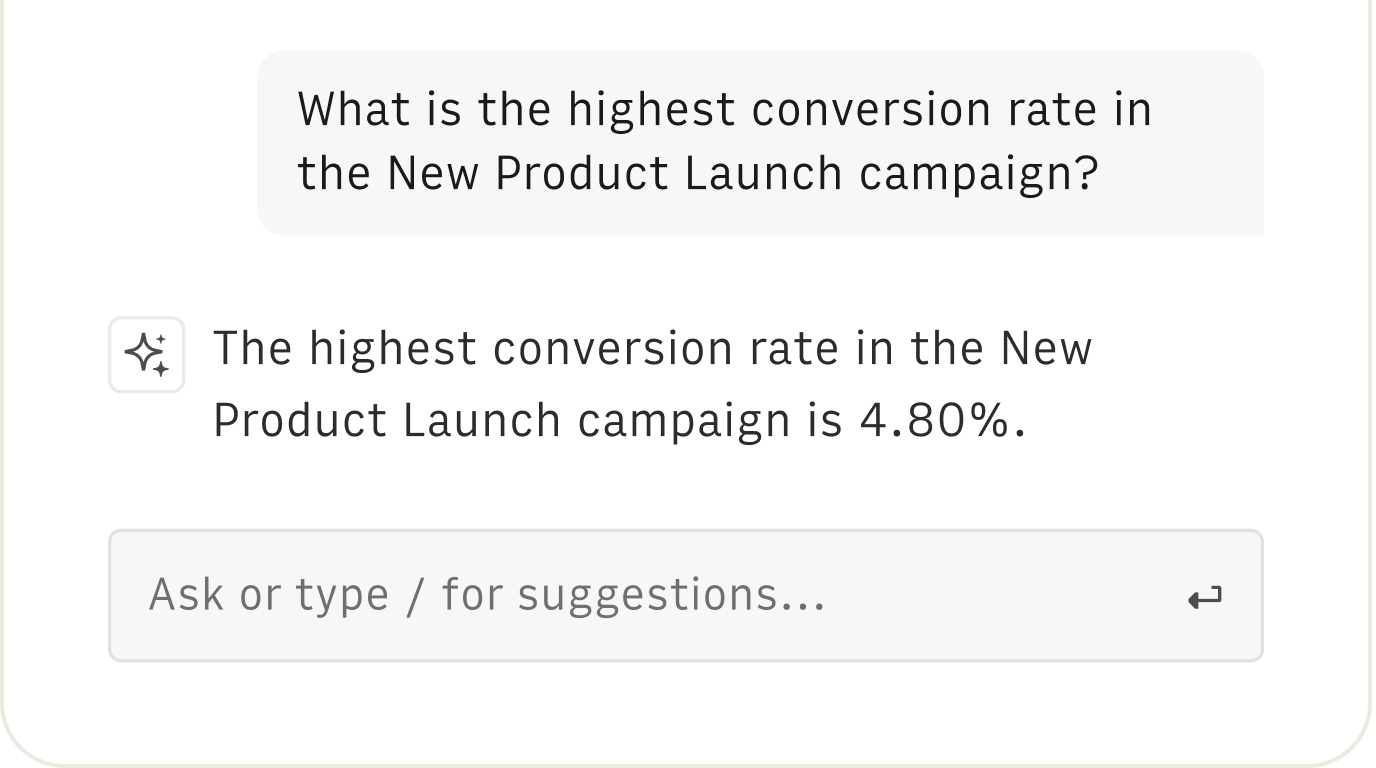 What is the highest conversion rate in
the New Product Launch campaign?
The highest conversion rate in the New
Product Launch campaign is 4.80%.
Ask or type / for suggestions...